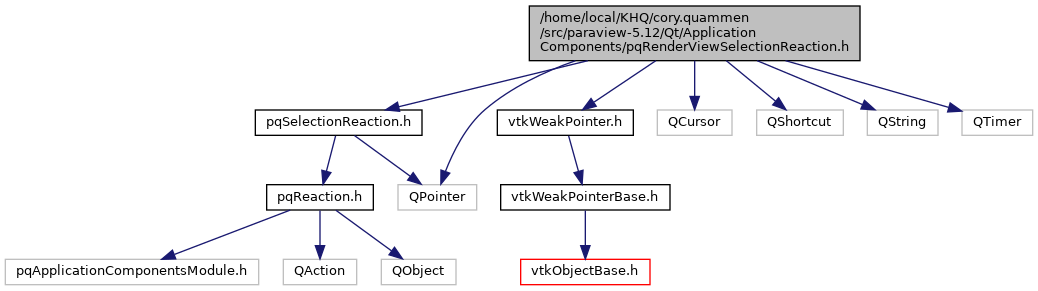 /home/local/KHQ/cory.quammen
/src/paraview-5.12/Qt/Application
Components/pqRenderViewSelectionReaction.h
pqSelectionReaction.h
vtkWeakPointer.h
QCursor
QShortcut
QString
QTimer
pqReaction.h
QPointer
vtkWeakPointerBase.h
pqApplicationComponentsModule.h
QAction
QObject
vtkObjectBase.h